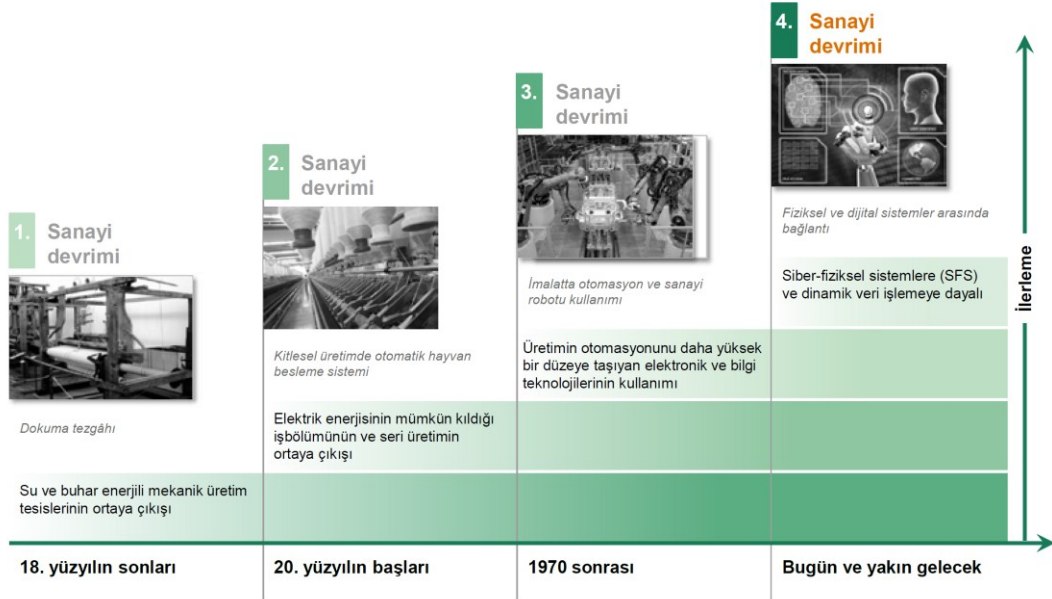 1. Sanayi
devrimi
Dokuma tezgâhı
Su ve buhar enerjili mekanik üretim
tesislerinin ortaya çıkışı
18. yüzyılın sonları
2. Sanayi
devrimi
Kitlesel üretimde otomatik hayvan
besleme sistemi
Elektrik enerjisinin mümkün kıldığı
işbölümünün ve seri üretimin
ortaya çıkışı
20. yüzyılın başları
3. Sanayi
devrimi
İmalatta otomasyon ve sanayi
robotu kullanımı
Üretimin otomasyonunu daha yüksek
bir düzeye taşıyan elektronik ve bilgi
teknolojilerinin kullanımı
1970 sonrası
4. Sanayi
devrimi
Fiziksel ve dijital sistemler arasında
bağlantı
Siber-fiziksel sistemlere (SFS)
ve dinamik veri işlemeye dayalı
Bugün ve yakın gelecek
İlerleme